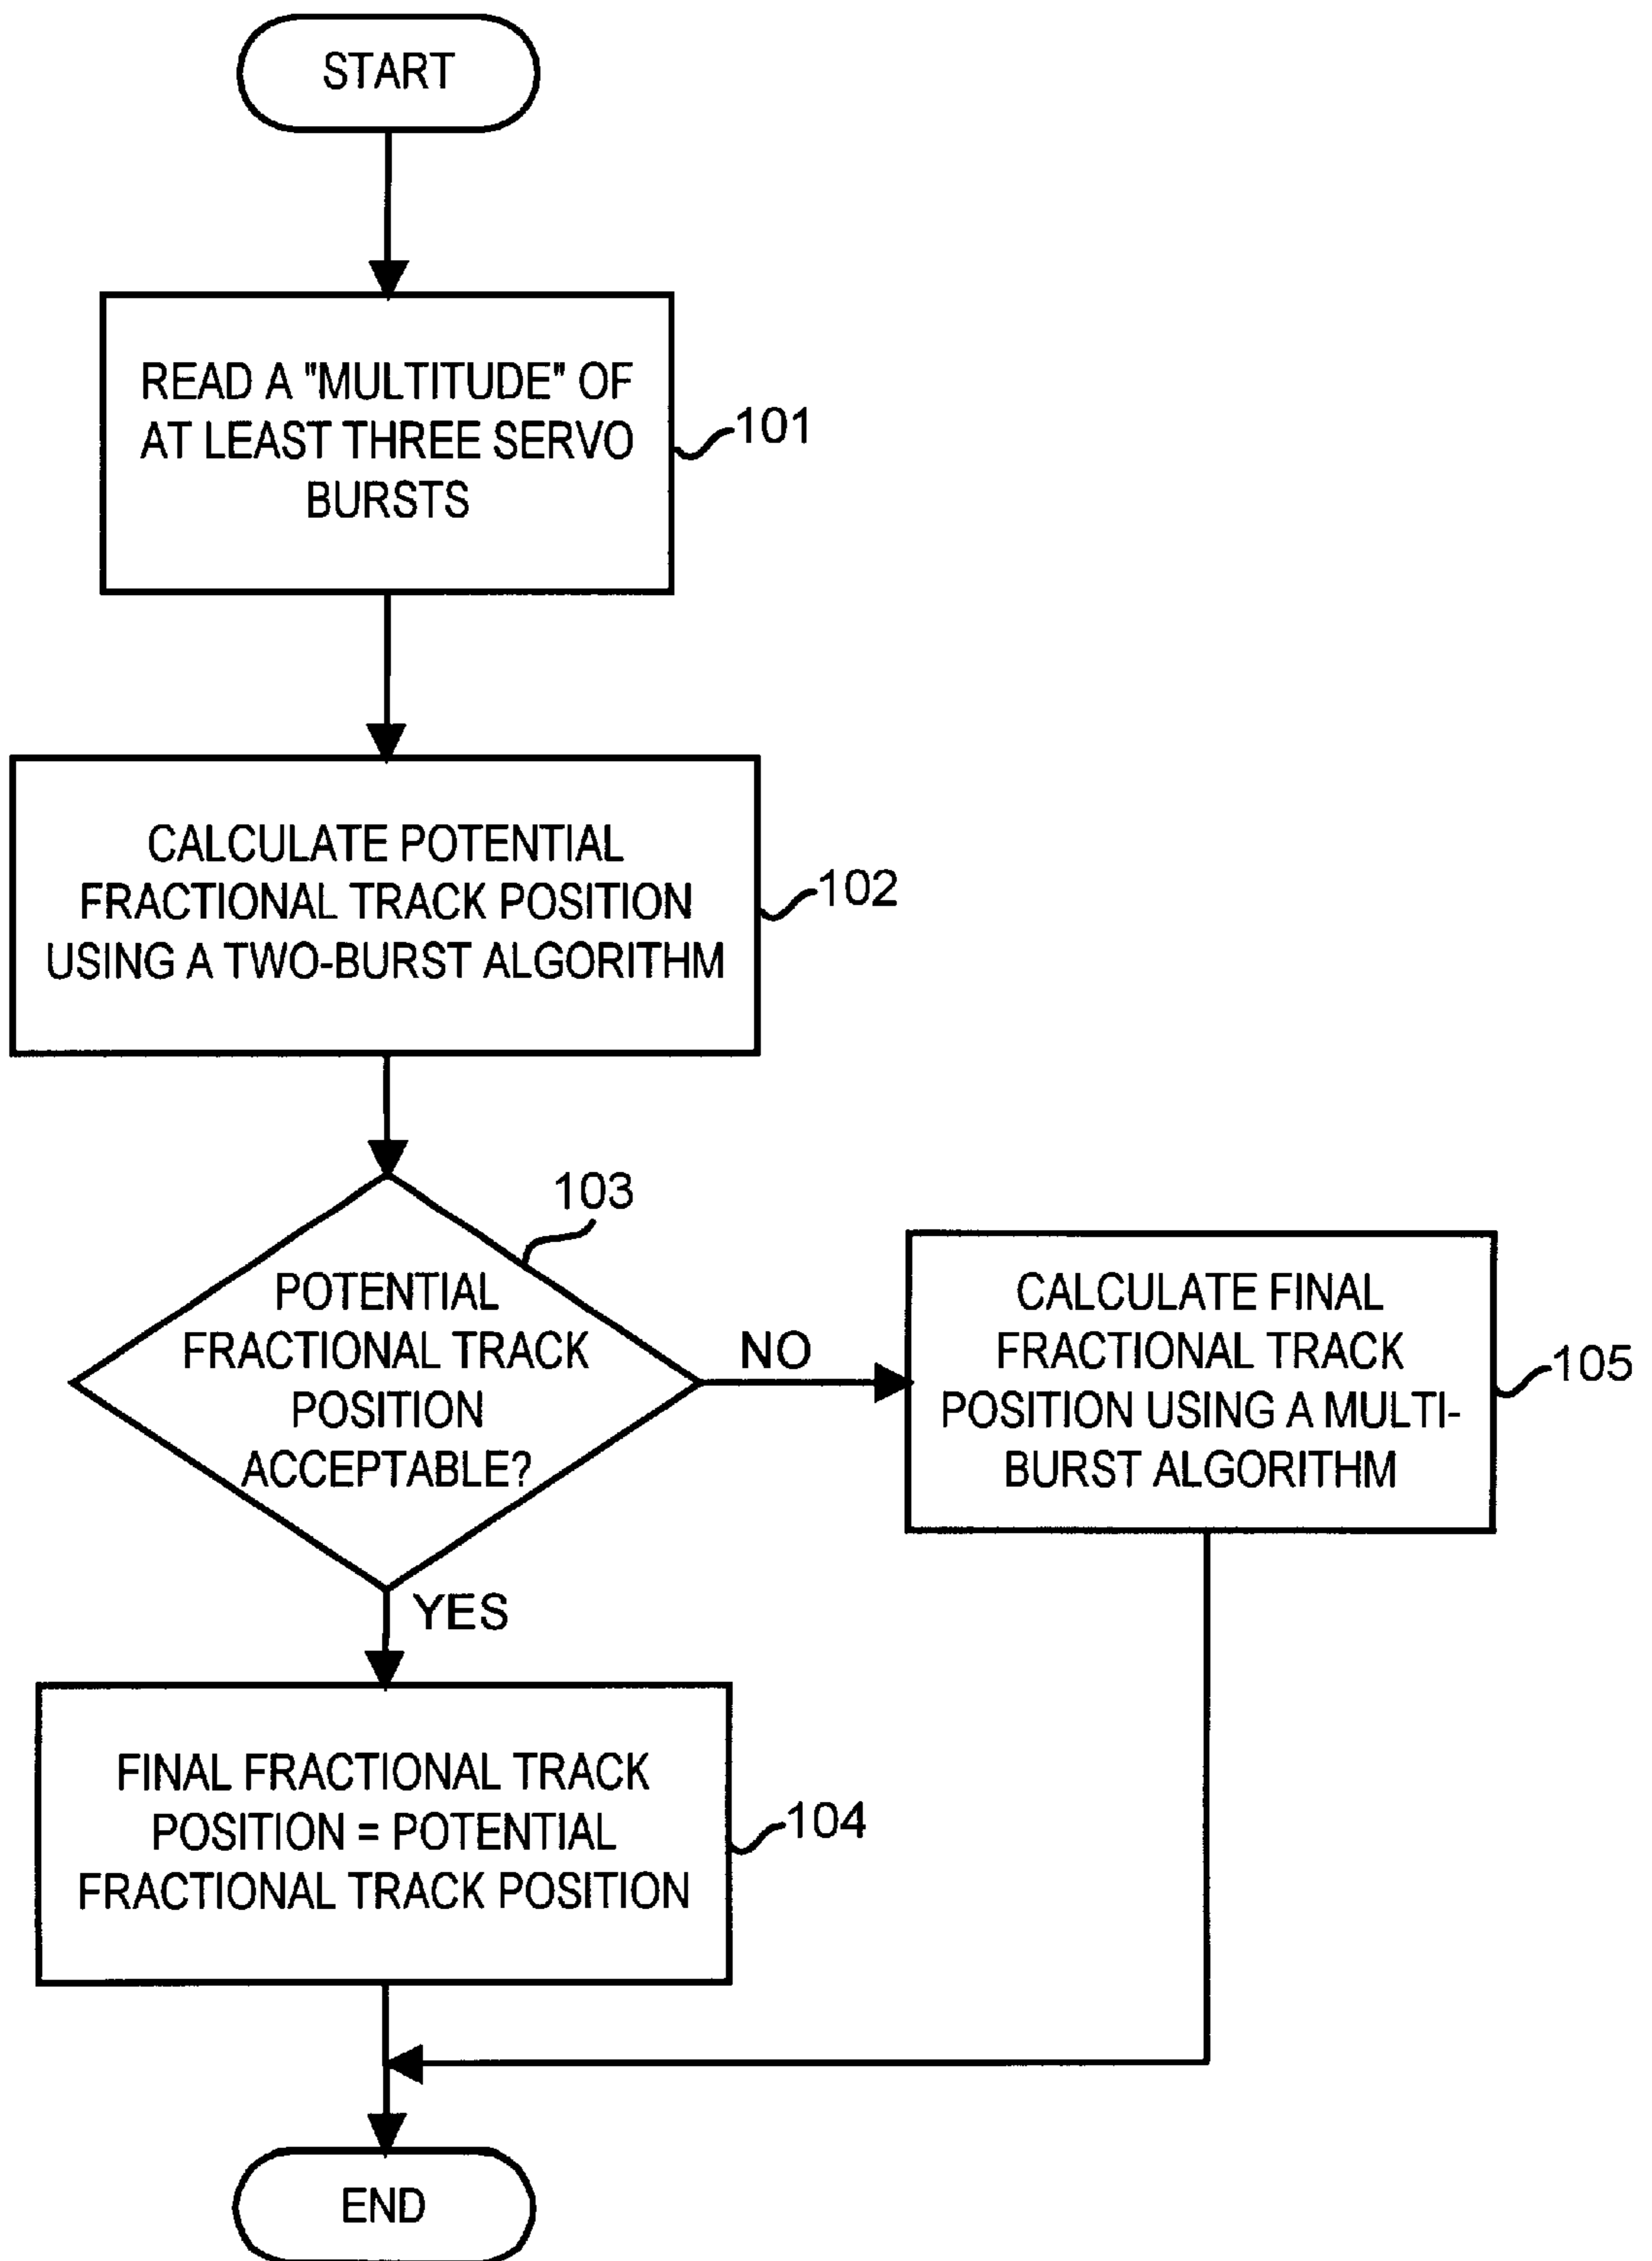 START
READ A "MULTITUDE" OF
AT LEAST THREE SERVO
BURSTS
101
CALCULATE POTENTIAL
FRACTIONAL TRACK POSITION
USING A TWO-BURST ALGORITHM
102
103
POTENTIAL
FRACTIONAL TRACK
POSITION
ACCEPTABLE?
NO
CALCULATE FINAL
FRACTIONAL TRACK
POSITION USING A MULTI-
BURST ALGORITHM
105
YES
FINAL FRACTIONAL TRACK
POSITION = POTENTIAL
FRACTIONAL TRACK POSITION
104
END